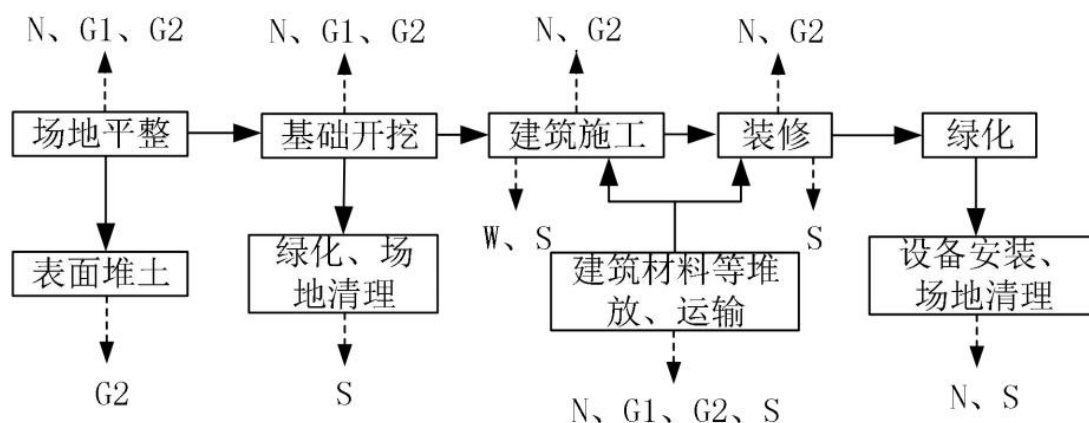 N、G1、G2
N、G1、G2
N、G2
N、G2
场地平整
基础开挖
建筑施工
装修
绿化
W、S
S
表面堆土
绿化、场
地清理
建筑材料等堆
放、运输
设备安装、
场地清理
G2
S
N、G1、G2、S
N、S